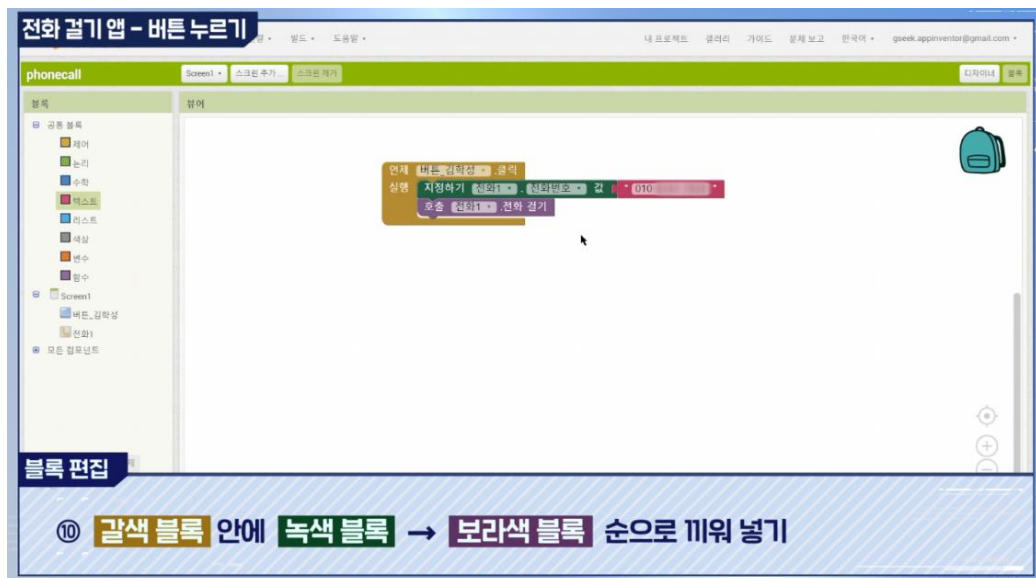 전화 걸기 앱 - 버튼 누르기
빌드 도움말 내 프로젝트 갤러리 가이드 문제 보고 한국어 gseek.appinventor@gmail.com
phonecall Screen1 스크린 추가... 스크린 제거 디자이너 블록
블록 뷰어
공통 블록
제어
논리
수학
텍스트
리스트
색상
변수
함수
Screen1
버튼_김학성
전화1
모든 컴포넌트
언제 버튼_김학성 .클릭
실행 지정하기 전화1 . 전화번호 값 " 010 "
호출 전화1 .전화 걸기
블록 편집
⑩ 갈색 블록 안에 녹색 블록 → 보라색 블록 순으로 끼워 넣기